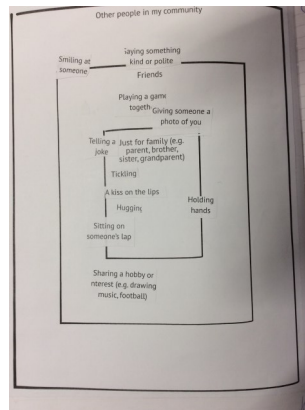 Other people in my community
Saying something
kind or polite
Smiling at
someone
Friends
Playing a game
togeth
Giving someone a
photo of you
Telling a
joke
Just for family (e.g.
parent, brother,
sister, grandparent)
Tickling
A kiss on the lips
Hugging
Holding
hands
Sitting on
someone's lap
Sharing a hobby or
nterest (e.g. drawing
music, football)